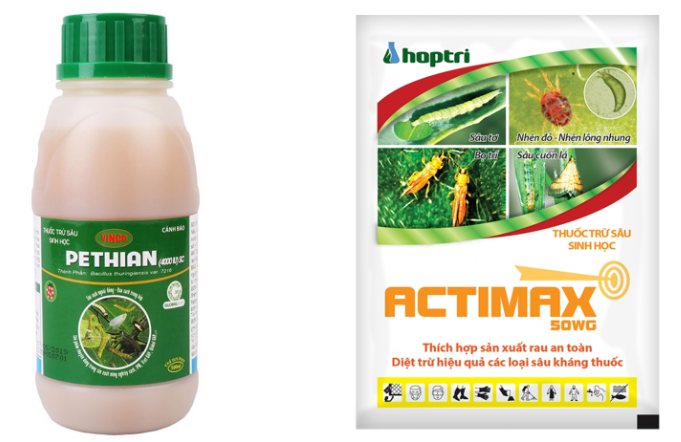 THUỐC TRỪ SÂU
SINH HỌC
VINCO
CẢNH BÁO
PETHIAN (4000 IU) SC
Thành Phần: Bacillus thuringiensis var. T218
hoptri
Sâu tơ
Nhện đỏ - Nhện lông nhung
Bọ trĩ
Sâu cuốn lá
THUỐC TRỪ SÂU
SINH HỌC
ACTIMAX
50WG
Thích hợp sản xuất rau an toàn
Diệt trừ hiệu quả các loại sâu kháng thuốc